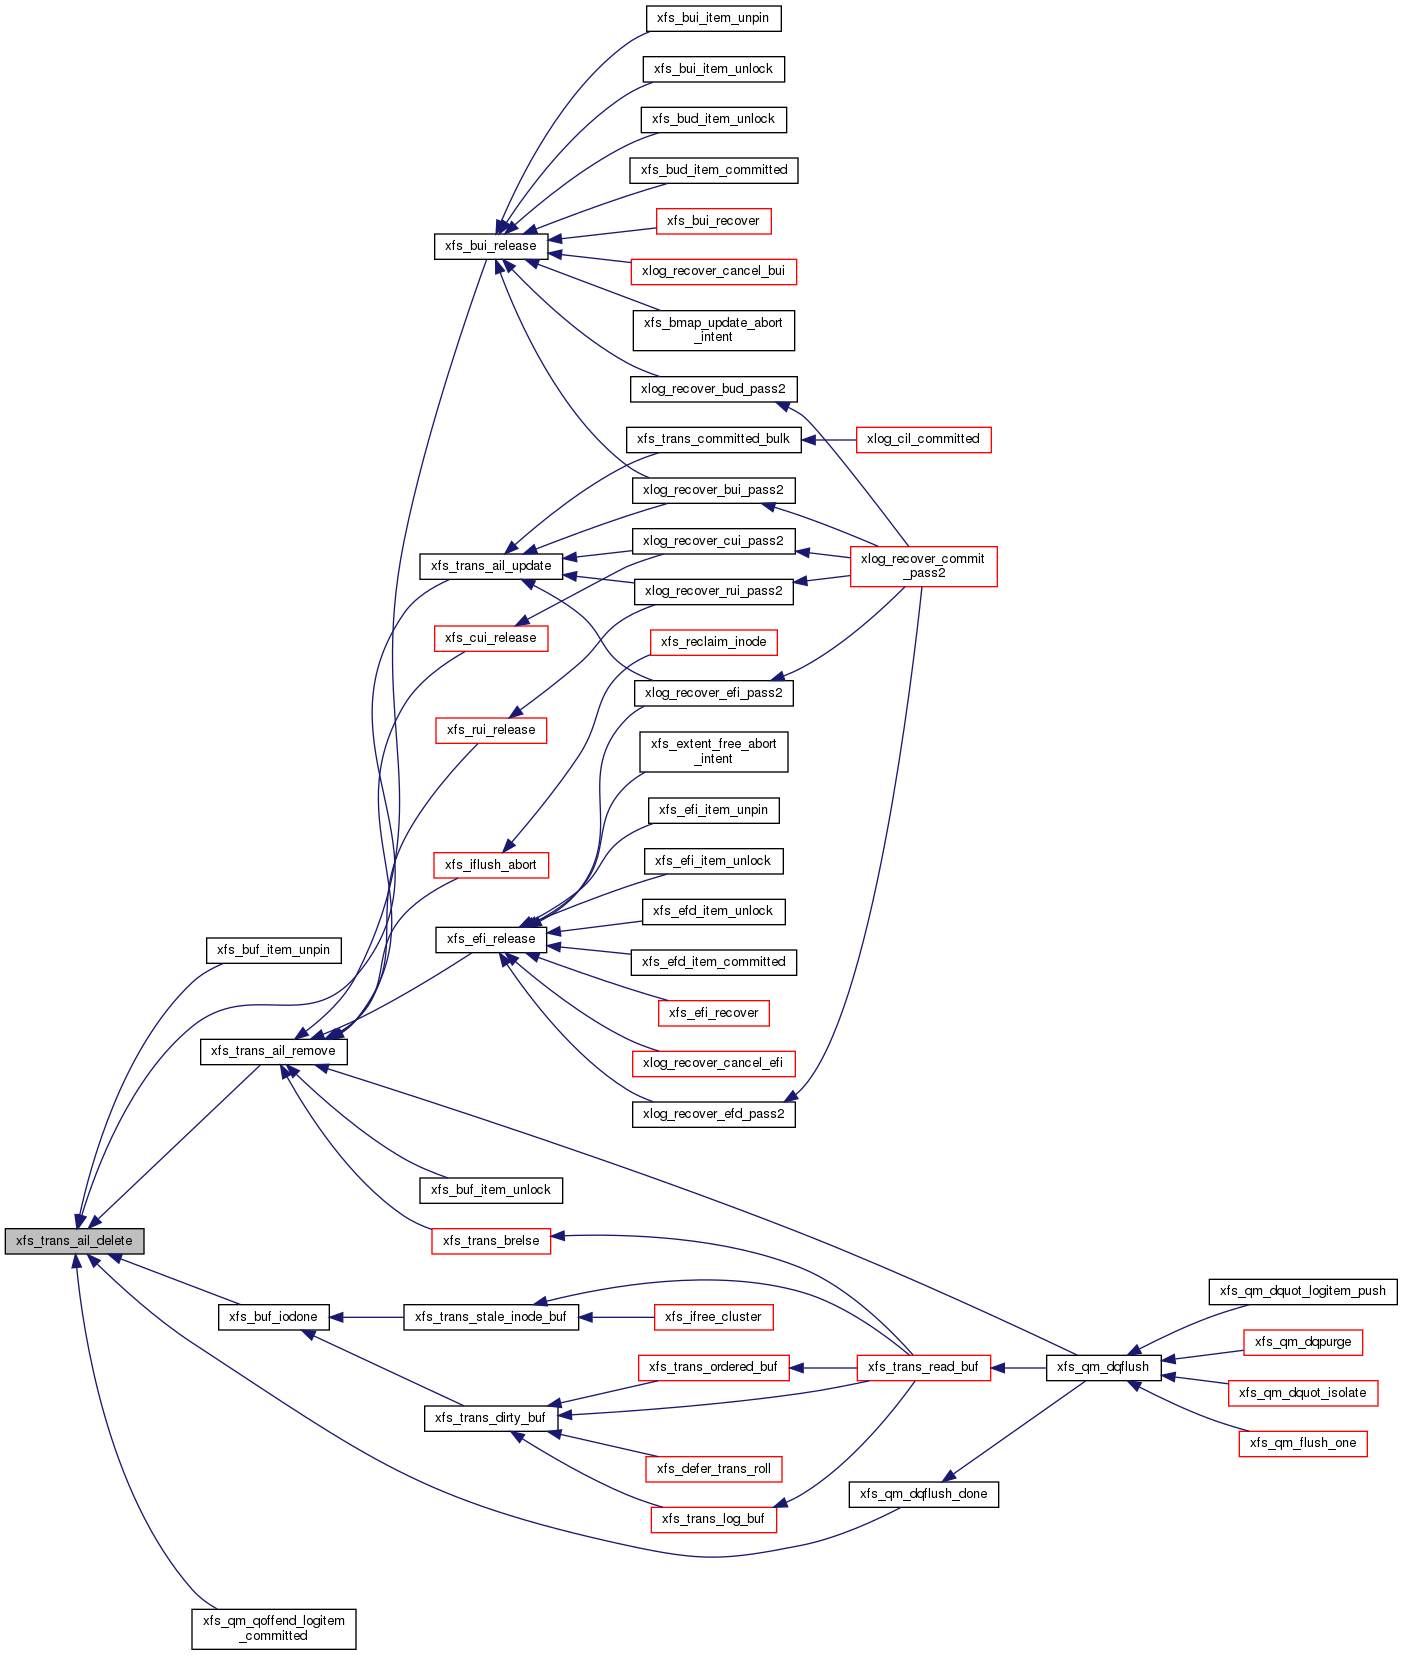 xfs_bui_item_unpin
xfs_bui_item_unlock
xfs_bud_item_unlock
xfs_bud_item_committed
xfs_bui_recover
xfs_bui_release
xlog_recover_cancel_bui
xfs_bmap_update_abort
_intent
xlog_recover_bud_pass2
xfs_trans_committed_bulk
xlog_cil_committed
xlog_recover_bui_pass2
xlog_recover_cui_pass2
xfs_trans_ail_update
xlog_recover_commit
_pass2
xlog_recover_rui_pass2
xfs_cui_release
xfs_reclaim_inode
xlog_recover_efi_pass2
xfs_rui_release
xfs_extent_free_abort
_intent
xfs_efi_item_unpin
xfs_iflush_abort
xfs_efi_item_unlock
xfs_efd_item_unlock
xfs_efi_release
xfs_buf_item_unpin
xfs_efd_item_committed
xfs_efi_recover
xfs_trans_ail_remove
xlog_recover_cancel_efi
xlog_recover_efd_pass2
xfs_buf_item_unlock
xfs_trans_ail_delete
xfs_trans_brelse
xfs_qm_dquot_logitem_push
xfs_buf_iodone
xfs_trans_stale_inode_buf
xfs_ifree_cluster
xfs_qm_dqpurge
xfs_trans_ordered_buf
xfs_trans_read_buf
xfs_qm_dqflush
xfs_qm_dquot_isolate
xfs_trans_dirty_buf
xfs_qm_flush_one
xfs_defer_trans_roll
xfs_qm_dqflush_done
xfs_trans_log_buf
xfs_qm_qoffend_logitem
_committed